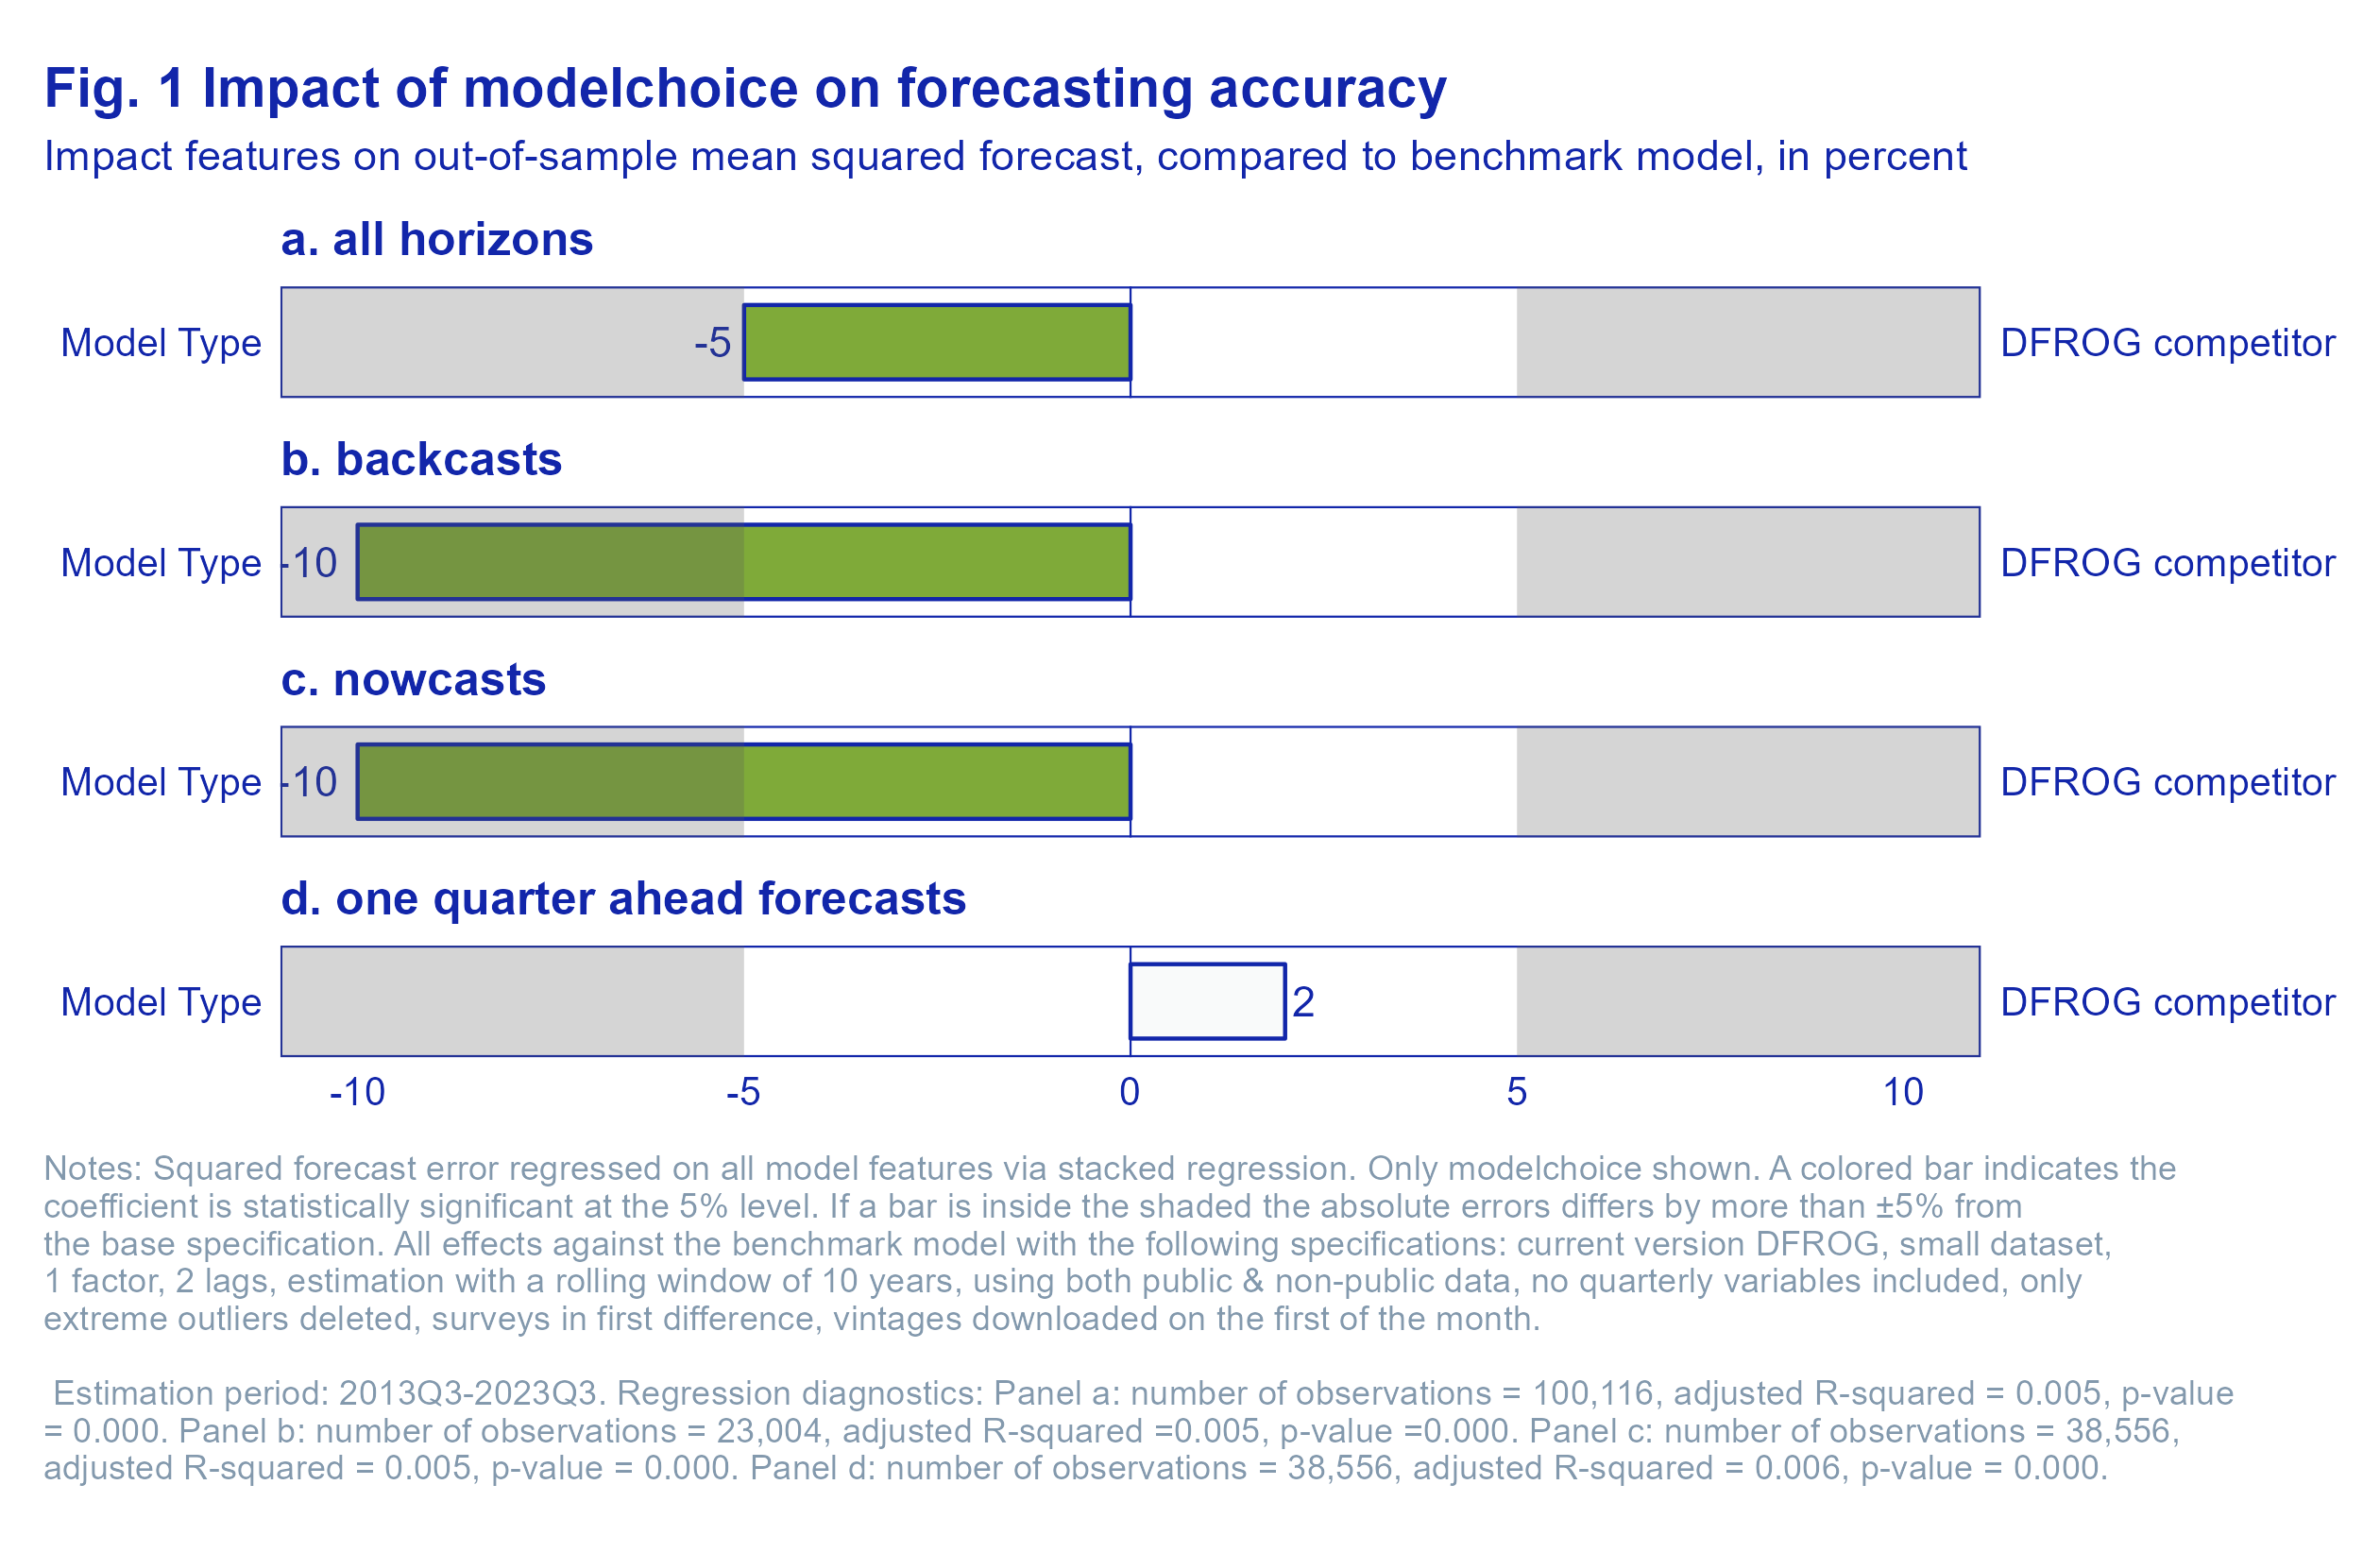 Fig. 1 Impact of modelchoice on forecasting accuracy
Impact features on out-of-sample mean squared forecast, compared to benchmark model, in percent
a. all horizons
Model Type -5 DFROG competitor
b. backcasts
Model Type -10 DFROG competitor
c. nowcasts
Model Type -10 DFROG competitor
d. one quarter ahead forecasts
Model Type 2 DFROG competitor
-10 -5 0 5 10
Notes: Squared forecast error regressed on all model features via stacked regression. Only modelchoice shown. A colored bar indicates the
coefficient is statistically significant at the 5% level. If a bar is inside the shaded the absolute errors differs by more than ±5% from
the base specification. All effects against the benchmark model with the following specifications: current version DFROG, small dataset,
1 factor, 2 lags, estimation with a rolling window of 10 years, using both public & non-public data, no quarterly variables included, only
extreme outliers deleted, surveys in first difference, vintages downloaded on the first of the month.
Estimation period: 2013Q3-2023Q3. Regression diagnostics: Panel a: number of observations = 100,116, adjusted R-squared = 0.005, p-value
= 0.000. Panel b: number of observations = 23,004, adjusted R-squared =0.005, p-value =0.000. Panel c: number of observations = 38,556,
adjusted R-squared = 0.005, p-value = 0.000. Panel d: number of observations = 38,556, adjusted R-squared = 0.006, p-value = 0.000.